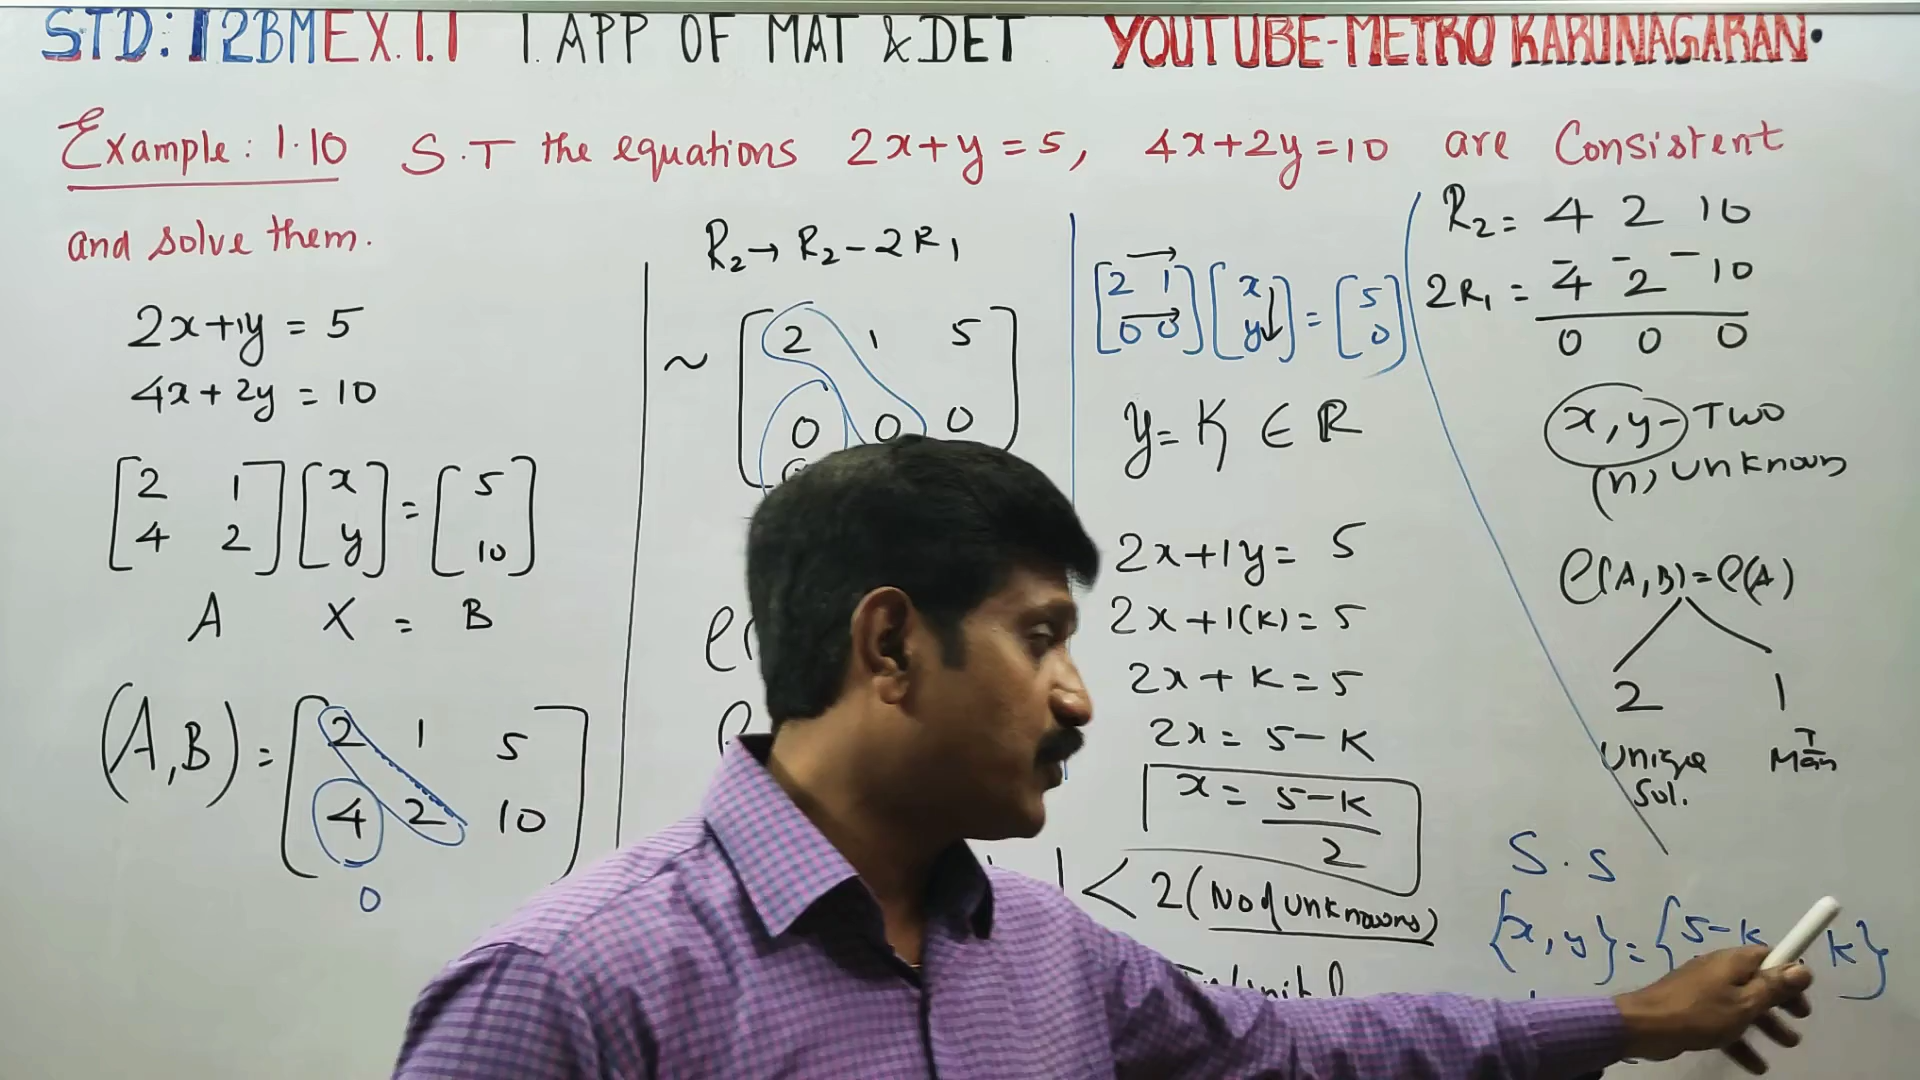 STD: 12BM EX.1.1 1. APP OF MAT & DET YOUTUBE-METRO KARUNAGARAN.
Example: 1.10 S.T the equations 2x+y=5, 4x+2y=10 are Consistent
and solve them.
2x+1y = 5
4x+2y = 10
[2 1
4 2] [x
y] = [5
10]
A X = B
(A,B) = [2 1 5
4 2 10]
0
R₂→R₂-2R₁
~ [2 1 5
0 0 0]
[2 1
0 0] [x
y] = [5
0]
y = K ∈ R
2x+1y = 5
2x+1(K) = 5
2x+K = 5
2x = 5-K
x = 5-K
2
< 2 (No of unknowns)
R₂ = 4 2 10
2R₁ = 4 2 10
0 0 0
x, y - Two
(n) unknown
ρ(A,B)=ρ(A)
2 1
Unique
Sol.
S.S
{x,y} = {5-K, K}